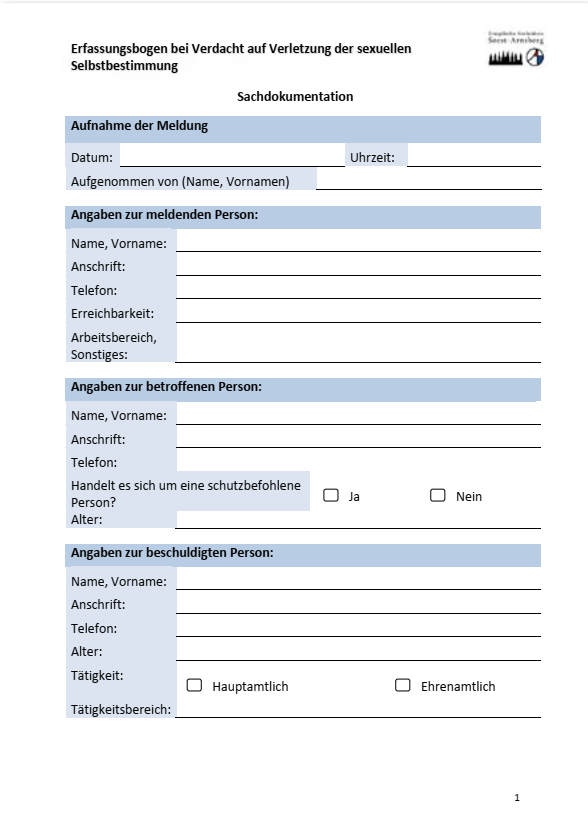 Erfassungsbogen bei Verdacht auf Verletzung der sexuellen
Selbstbestimmung
Evangelischer Kirchenkreis
Soest-Arnsberg
Sachdokumentation
Aufnahme der Meldung
Datum: Uhrzeit:
Aufgenommen von (Name, Vornamen)
Angaben zur meldenden Person:
Name, Vorname:
Anschrift:
Telefon:
Erreichbarkeit:
Arbeitsbereich,
Sonstiges:
Angaben zur betroffenen Person:
Name, Vorname:
Anschrift:
Telefon:
Handelt es sich um eine schutzbefohlene
Person?
Ja Nein
Alter:
Angaben zur beschuldigten Person:
Name, Vorname:
Anschrift:
Telefon:
Alter:
Tätigkeit:
Hauptamtlich Ehrenamtlich
Tätigkeitsbereich:
1